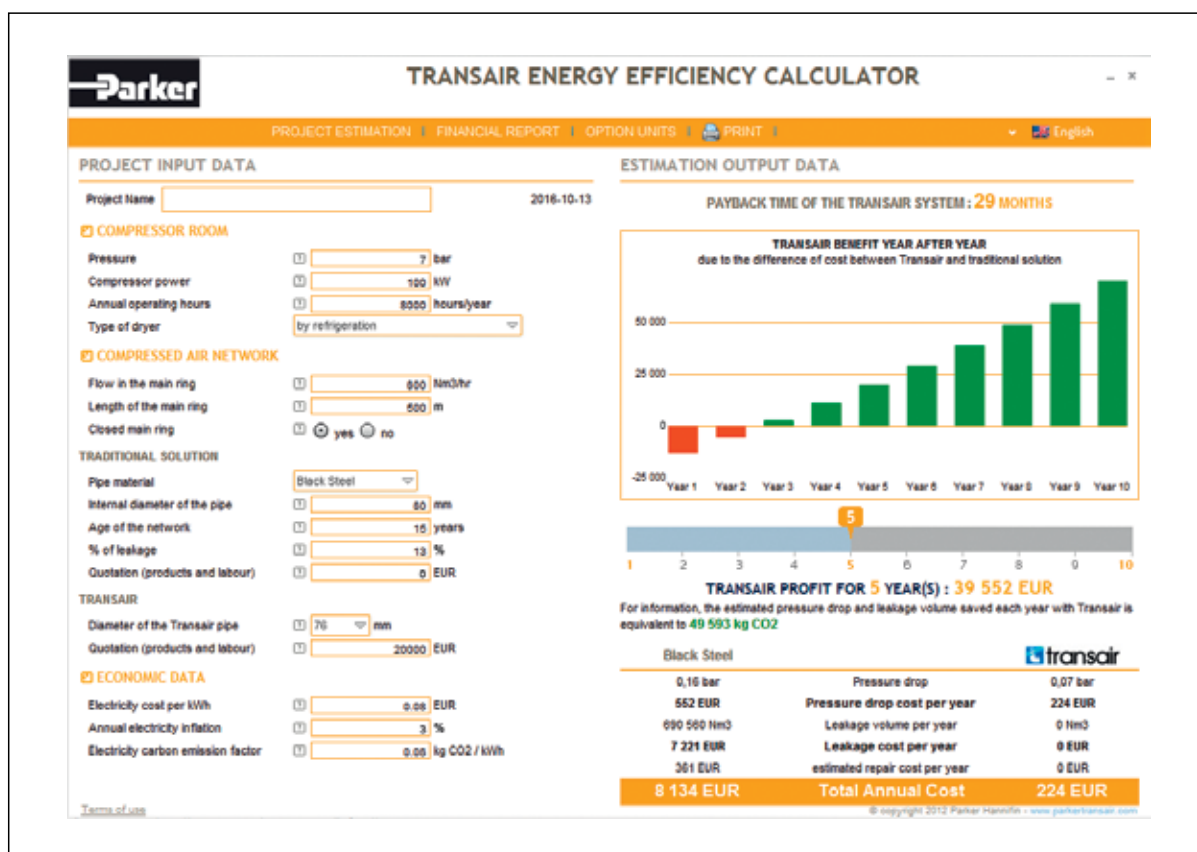 Parker
TRANSAIR ENERGY EFFICIENCY CALCULATOR
PROJECT ESTIMATION | FINANCIAL REPORT | OPTION UNITS | PRINT |
English
PROJECT INPUT DATA
Project Name
2016-10-13
COMPRESSOR ROOM
Pressure 7 bar
Compressor power 100 kW
Annual operating hours 8000 hours/year
Type of dryer by refrigeration
COMPRESSED AIR NETWORK
Flow in the main ring 600 Nm3/hr
Length of the main ring 500 m
Closed main ring yes no
TRADITIONAL SOLUTION
Pipe material Black Steel
Internal diameter of the pipe 60 mm
Age of the network 15 years
% of leakage 13 %
Quotation (products and labour) 0 EUR
TRANSAIR
Diameter of the Transair pipe 76 mm
Quotation (products and labour) 20000 EUR
ECONOMIC DATA
Electricity cost per kWh 0.08 EUR
Annual electricity inflation 3 %
Electricity carbon emission factor kg CO2 / kWh
Terms of use
ESTIMATION OUTPUT DATA
PAYBACK TIME OF THE TRANSAIR SYSTEM : 29 MONTHS
TRANSAIR BENEFIT YEAR AFTER YEAR
due to the difference of cost between Transair and traditional solution
50 000
25 000
0
-25 000
Year 1 Year 2 Year 3 Year 4 Year 5 Year 6 Year 7 Year 8 Year 9 Year 10
5
1 2 3 4 5 6 7 8 9 10
TRANSAIR PROFIT FOR 5 YEAR(S) : 39 552 EUR
For information, the estimated pressure drop and leakage volume saved each year with Transair is
equivalent to 49 593 kg CO2
Black Steel transair
0,16 bar Pressure drop 0,07 bar
552 EUR Pressure drop cost per year 224 EUR
690 560 Nm3 Leakage volume per year 0 Nm3
7 221 EUR Leakage cost per year 0 EUR
361 EUR estimated repair cost per year 0 EUR
8 134 EUR Total Annual Cost 224 EUR
© copyright 2012 Parker Hannifin - www.parkertransair.com